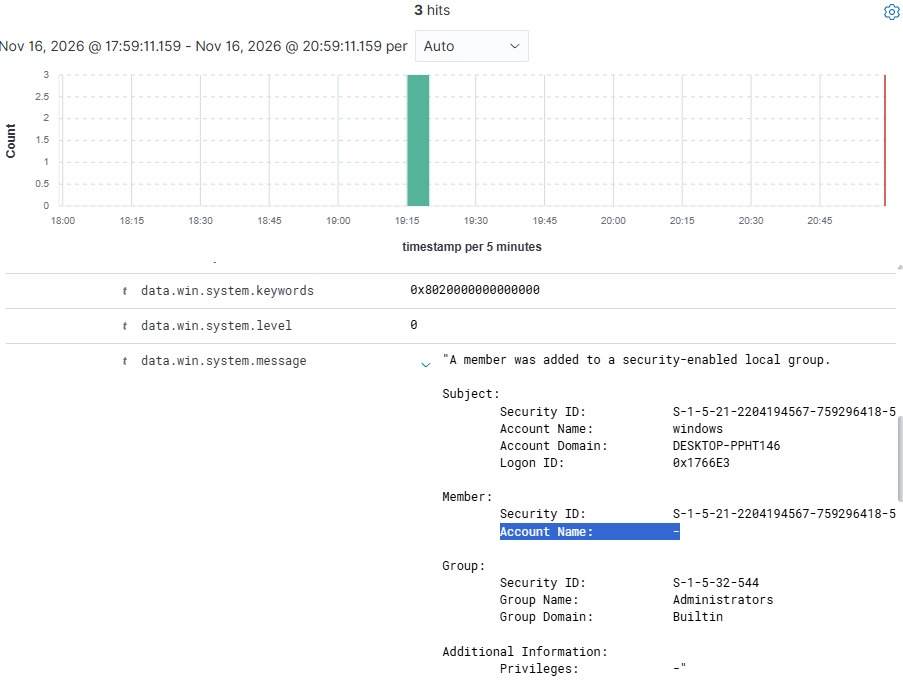 3 hits
Nov 16, 2026 @ 17:59:11.159 - Nov 16, 2026 @ 20:59:11.159 per Auto
3
2.5
2
1.5
1
0.5
0
Count
18:00 18:15 18:30 18:45 19:00 19:15 19:30 19:45 20:00 20:15 20:30 20:45
timestamp per 5 minutes
t data.win.system.keywords 0x8020000000000000
t data.win.system.level 0
t data.win.system.message "A member was added to a security-enabled local group.
Subject:
Security ID: S-1-5-21-2204194567-759296418-5
Account Name: windows
Account Domain: DESKTOP-PPHT146
Logon ID: 0x1766E3
Member:
Security ID: S-1-5-21-2204194567-759296418-5
Account Name: -
Group:
Security ID: S-1-5-32-544
Group Name: Administrators
Group Domain: Builtin
Additional Information:
Privileges: -"